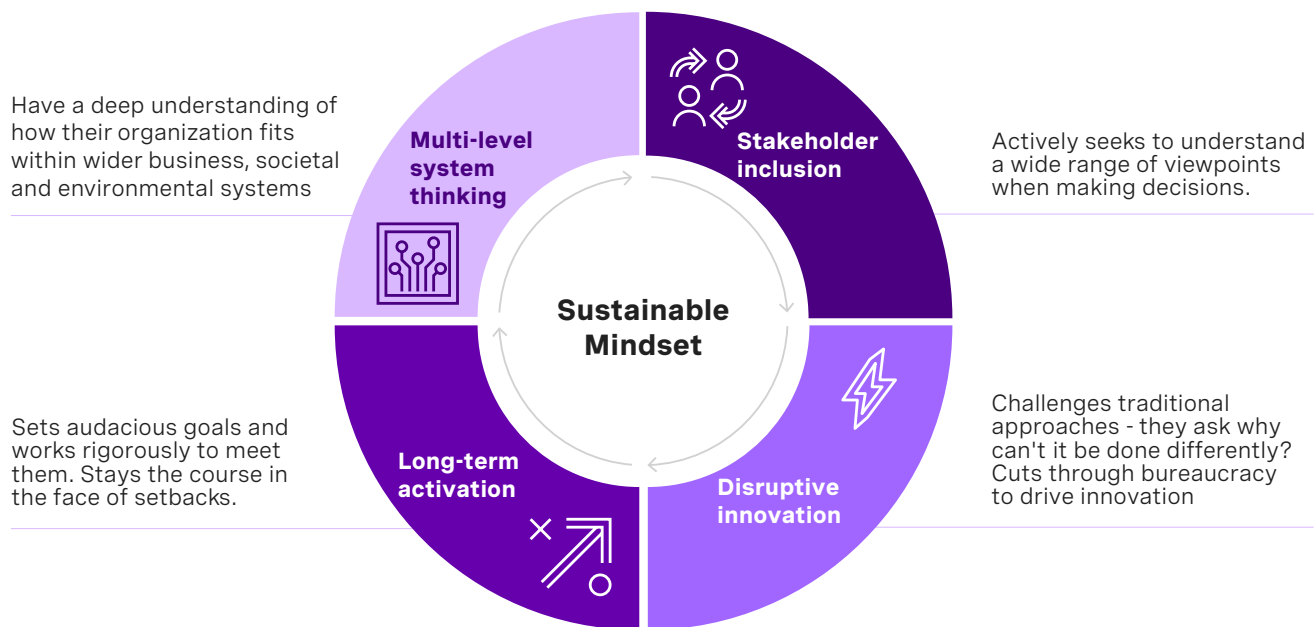 Have a deep understanding of
how their organization fits
within wider business, societal
and environmental systems
Multi-level
system
thinking
Stakeholder
inclusion
Actively seeks to understand
a wide range of viewpoints
when making decisions.
Sustainable
Mindset
Sets audacious goals and
works rigorously to meet
them. Stays the course in
the face of setbacks.
Long-term
activation
Disruptive
innovation
Challenges traditional
approaches - they ask why
can't it be done differently?
Cuts through bureaucracy
to drive innovation